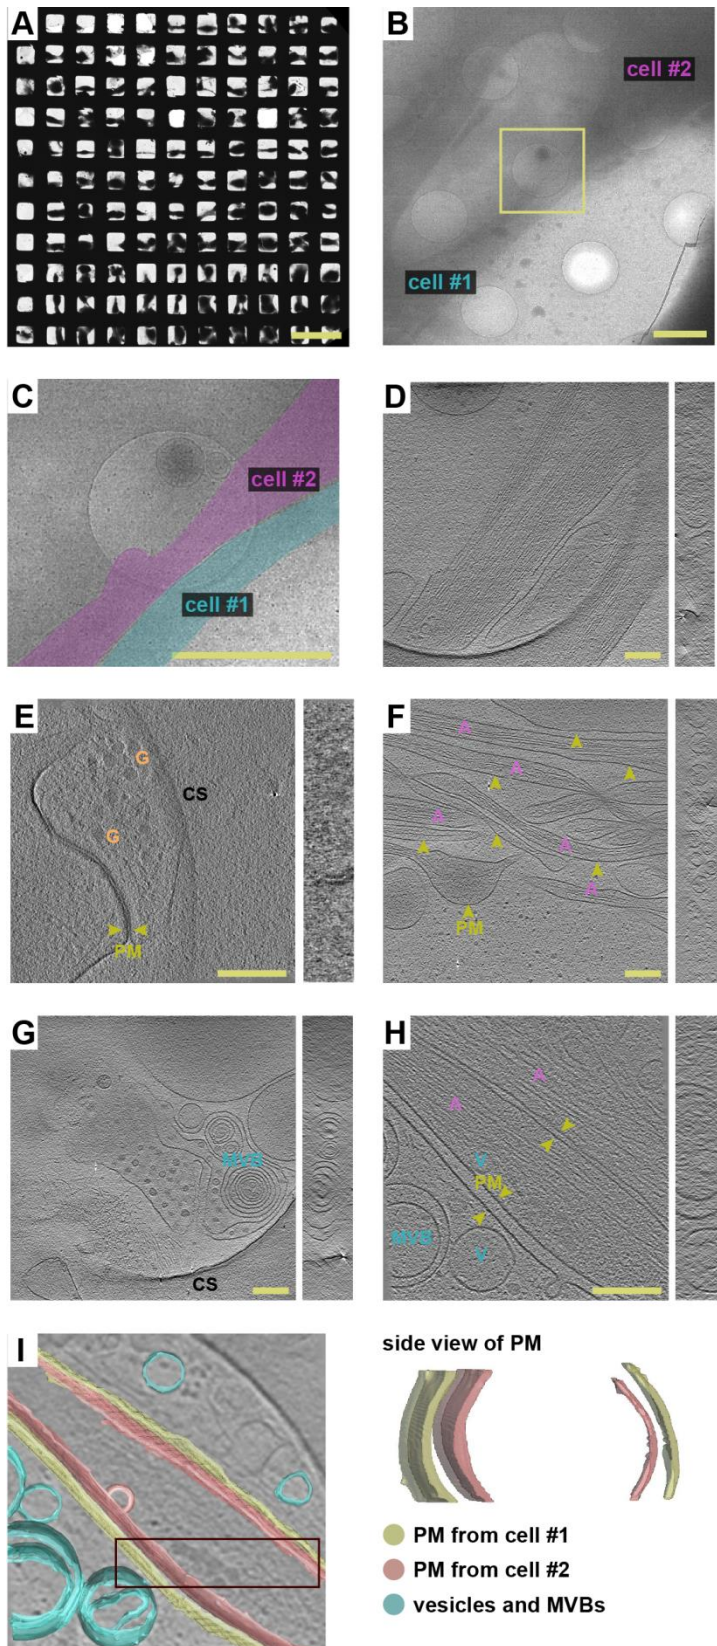 A
B
cell #2
cell #1
C
cell #2
cell #1
D
E
G
CS
G
PM
F
A
A
A
A
A
PM
G
MVB
CS
H
A
A
V
PM
MVB
V
I
side view of PM
PM from cell #1
PM from cell #2
vesicles and MVBs